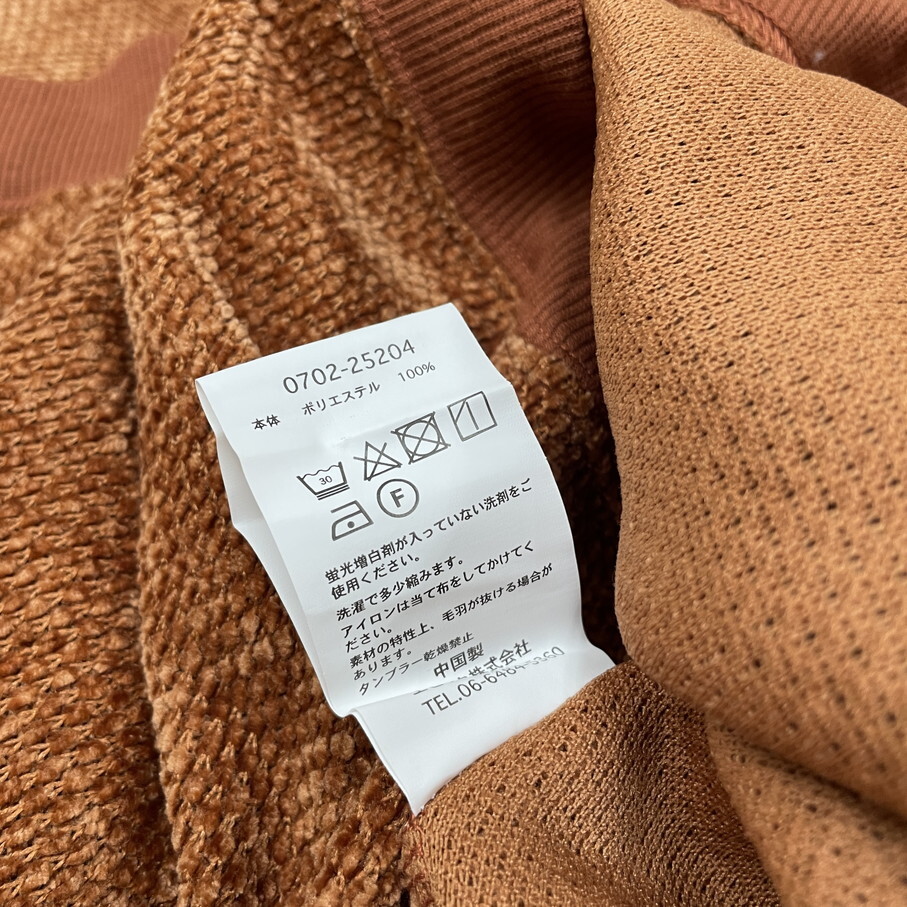 0702-25204
本体 ポリエステル 100%
30
F
蛍光増白剤が入っていない洗剤をご
使用ください。
洗濯で多少縮みます。
アイロンは当て布をしてかけてく
ださい。
素材の特性上、毛羽が抜ける場合が
あります。
タンブラー乾燥禁止
中国製
株式会社
TEL.06-6484-